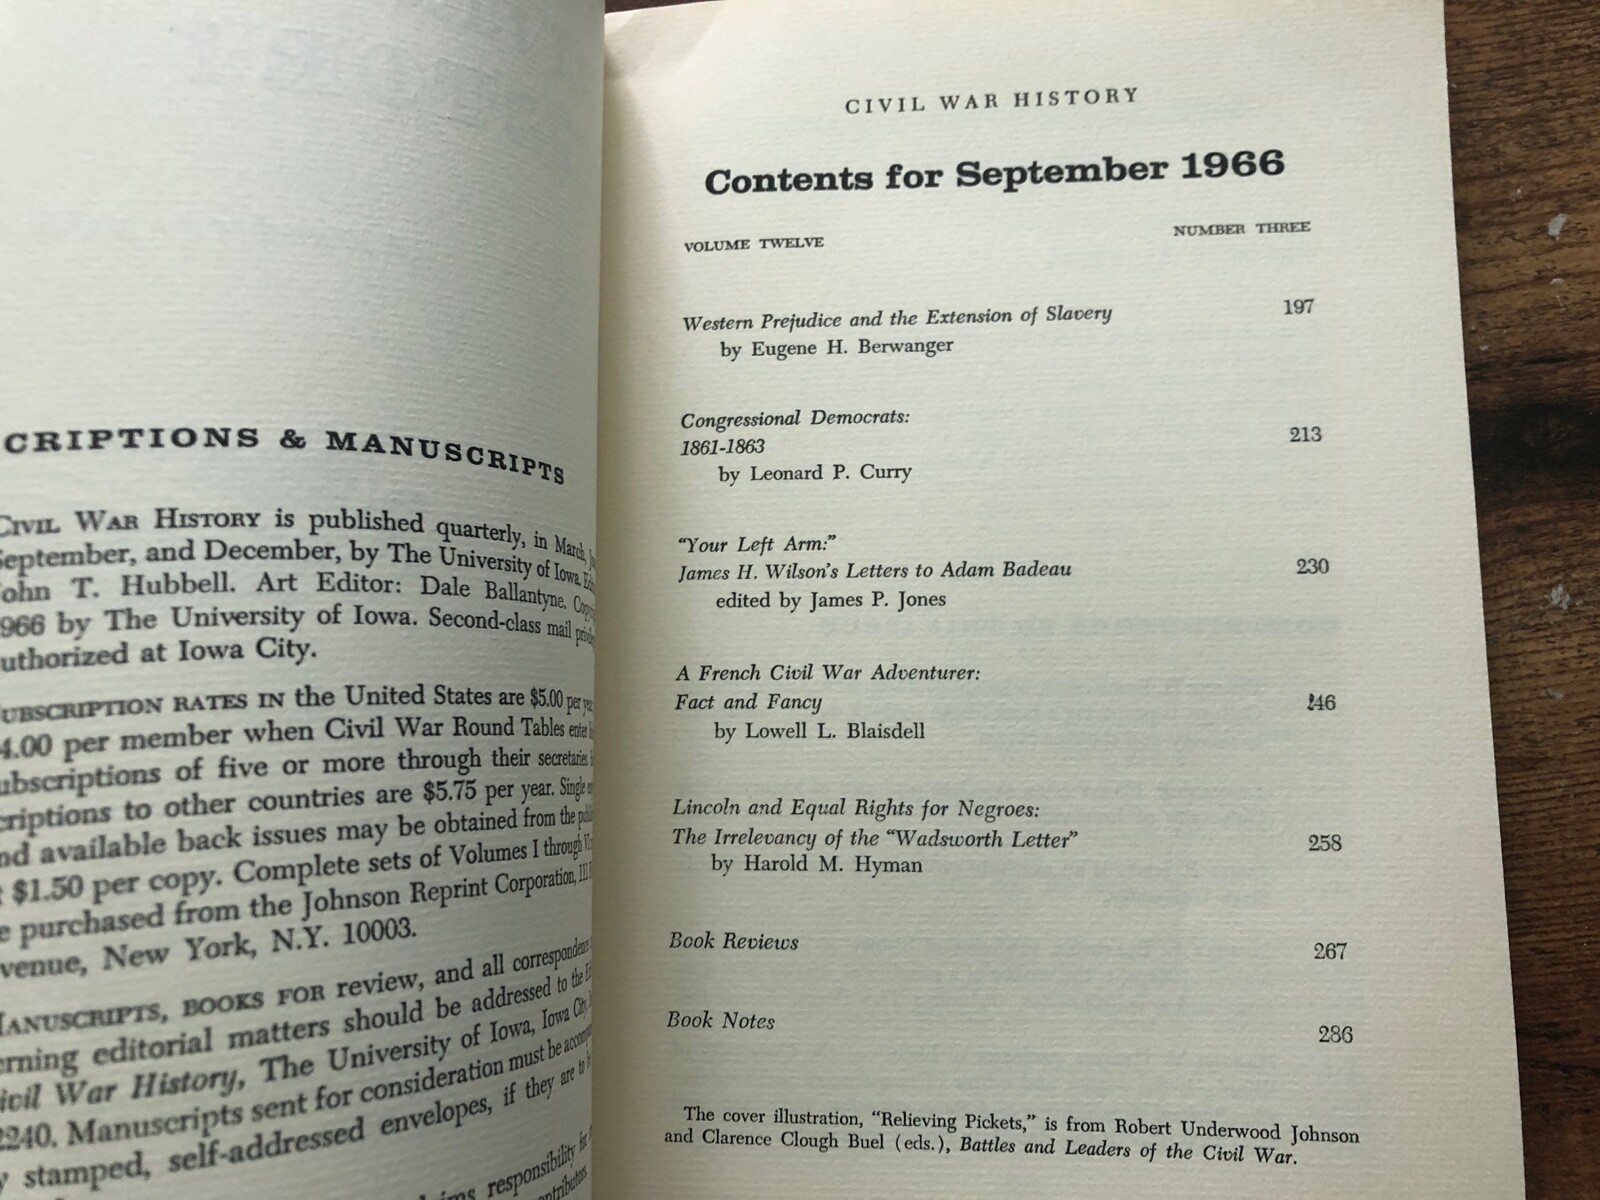 CRIPTIONS & MANUSCRIPTS
CIVIL WAR HISTORY is published quarterly, in March,
September, and December, by The University of Iowa.
John T. Hubbell. Art Editor: Dale Ballantyne.
1966 by The University of Iowa. Second-class mail
uthorized at Iowa City.
UBSCRIPTION RATES IN the United States are $5.00 per
4.00 per member when Civil War Round Tables enter
ubscriptions of five or more through their secretaries.
criptions to other countries are $5.75 per year. Single
nd available back issues may be obtained from the
$1.50 per copy. Complete sets of Volumes I through
e purchased from the Johnson Reprint Corporation,
venue, New York, N.Y. 10003.
MANUSCRIPTS, BOOKS FOR review, and all correspondence
erning editorial matters should be addressed to the
ivil War History, The University of Iowa, Iowa City,
2240. Manuscripts sent for consideration must be
y stamped, self-addressed envelopes, if they are to
responsibility for
CIVIL WAR HISTORY
Contents for September 1966
VOLUME TWELVE NUMBER THREE
Western Prejudice and the Extension of Slavery 197
by Eugene H. Berwanger
Congressional Democrats:
1861-1863 213
by Leonard P. Curry
"Your Left Arm:"
James H. Wilson's Letters to Adam Badeau 230
edited by James P. Jones
A French Civil War Adventurer:
Fact and Fancy 246
by Lowell L. Blaisdell
Lincoln and Equal Rights for Negroes:
The Irrelevancy of the "Wadsworth Letter" 258
by Harold M. Hyman
Book Reviews 267
Book Notes 286
The cover illustration, "Relieving Pickets," is from Robert Underwood Johnson
and Clarence Clough Buel (eds.), Battles and Leaders of the Civil War.